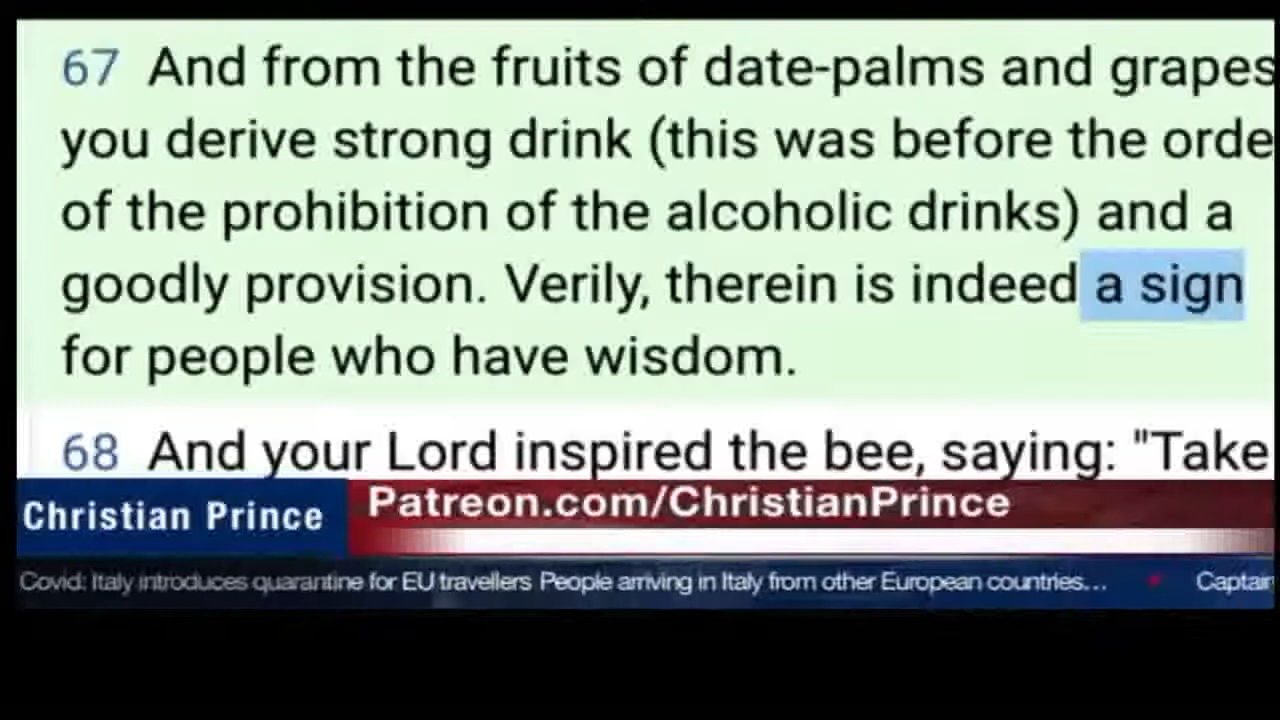 67 And from the fruits of date-palms and grapes
you derive strong drink (this was before the orde
of the prohibition of the alcoholic drinks) and a
goodly provision. Verily, therein is indeed a sign
for people who have wisdom.
68 And your Lord inspired the bee, saying: "Take
Christian Prince
Patreon.com/ChristianPrince
Covid: Italy introduces quarantine for EU travellers People arriving in Italy from other European countries... Captain